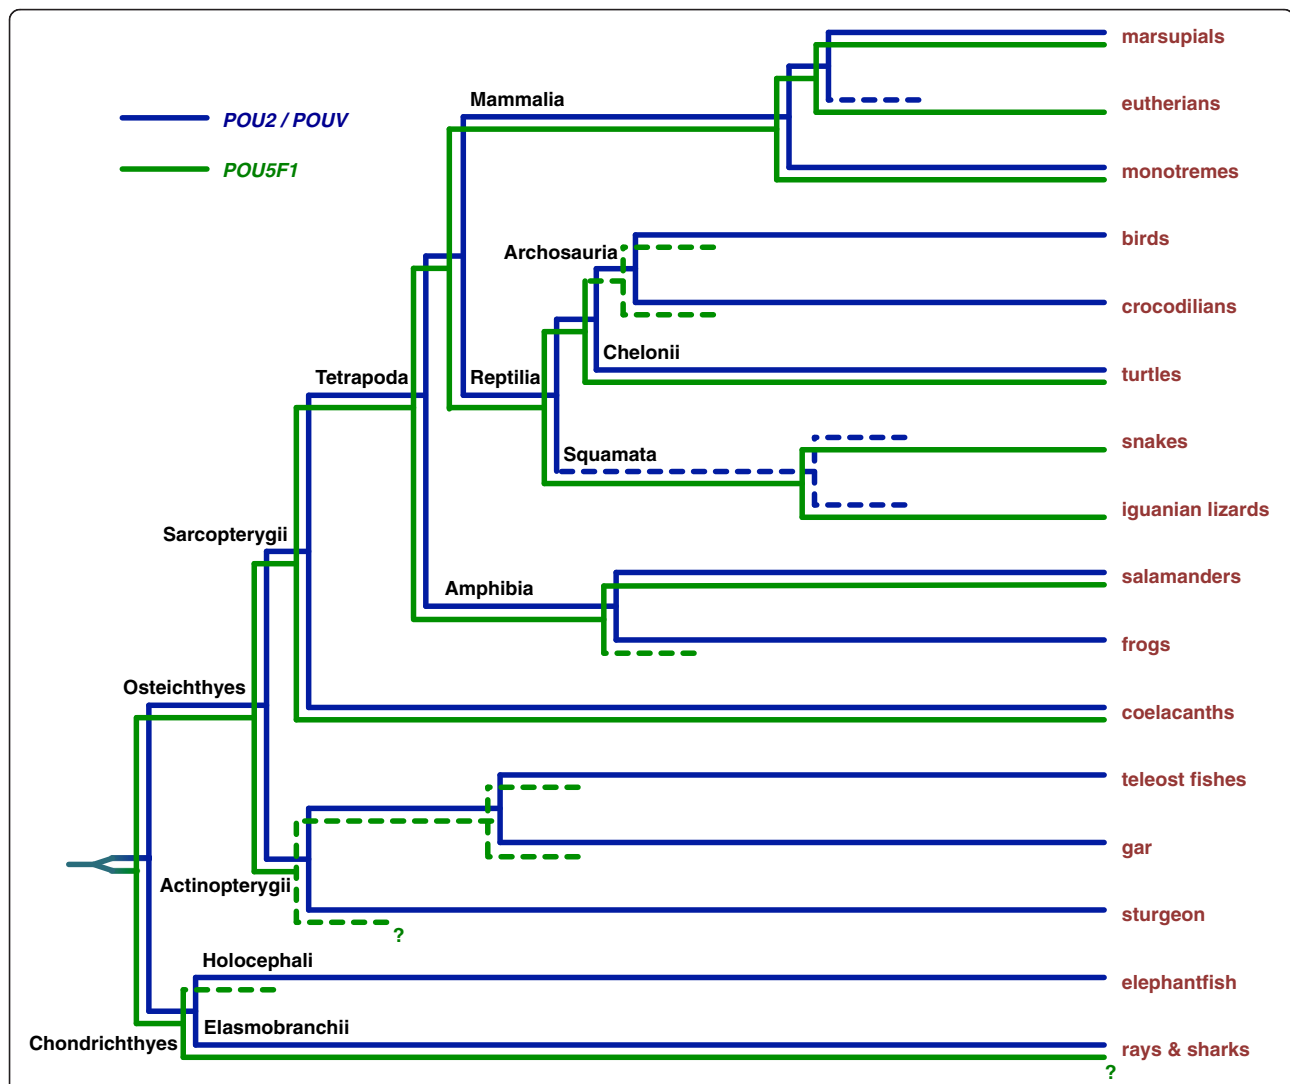 marsupials
Mammalia
eutherians
POU2 / POUV
POU5F1
monotremes
birds
Archosauria
crocodilians
Chelonii
turtles
Tetrapoda
Reptilia
snakes
Squamata
iguanian lizards
Sarcopterygii
salamanders
Amphibia
frogs
Osteichthyes
coelacanths
teleost fishes
gar
Actinopterygii
sturgeon
?
Holocephali
elephantfish
Elasmobranchii
Chondrichthyes
rays & sharks
?